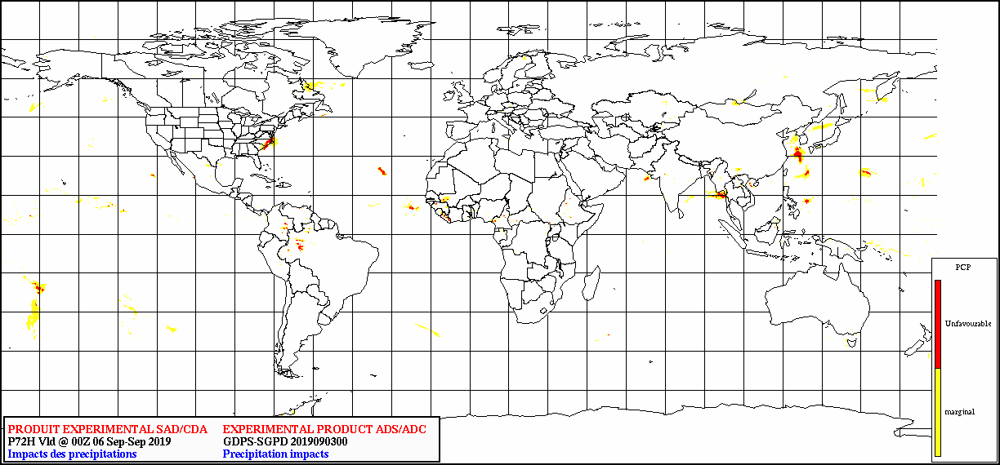 PCP
Unfavourable
marginal
PRODUIT EXPERIMENTAL SAD/CDA EXPERIMENTAL PRODUCT ADS/ADC
P72H Vld @ 00Z 06 Sep-Sep 2019 GDPS-SGPD 2019090300
Impacts des precipitations Precipitation impacts